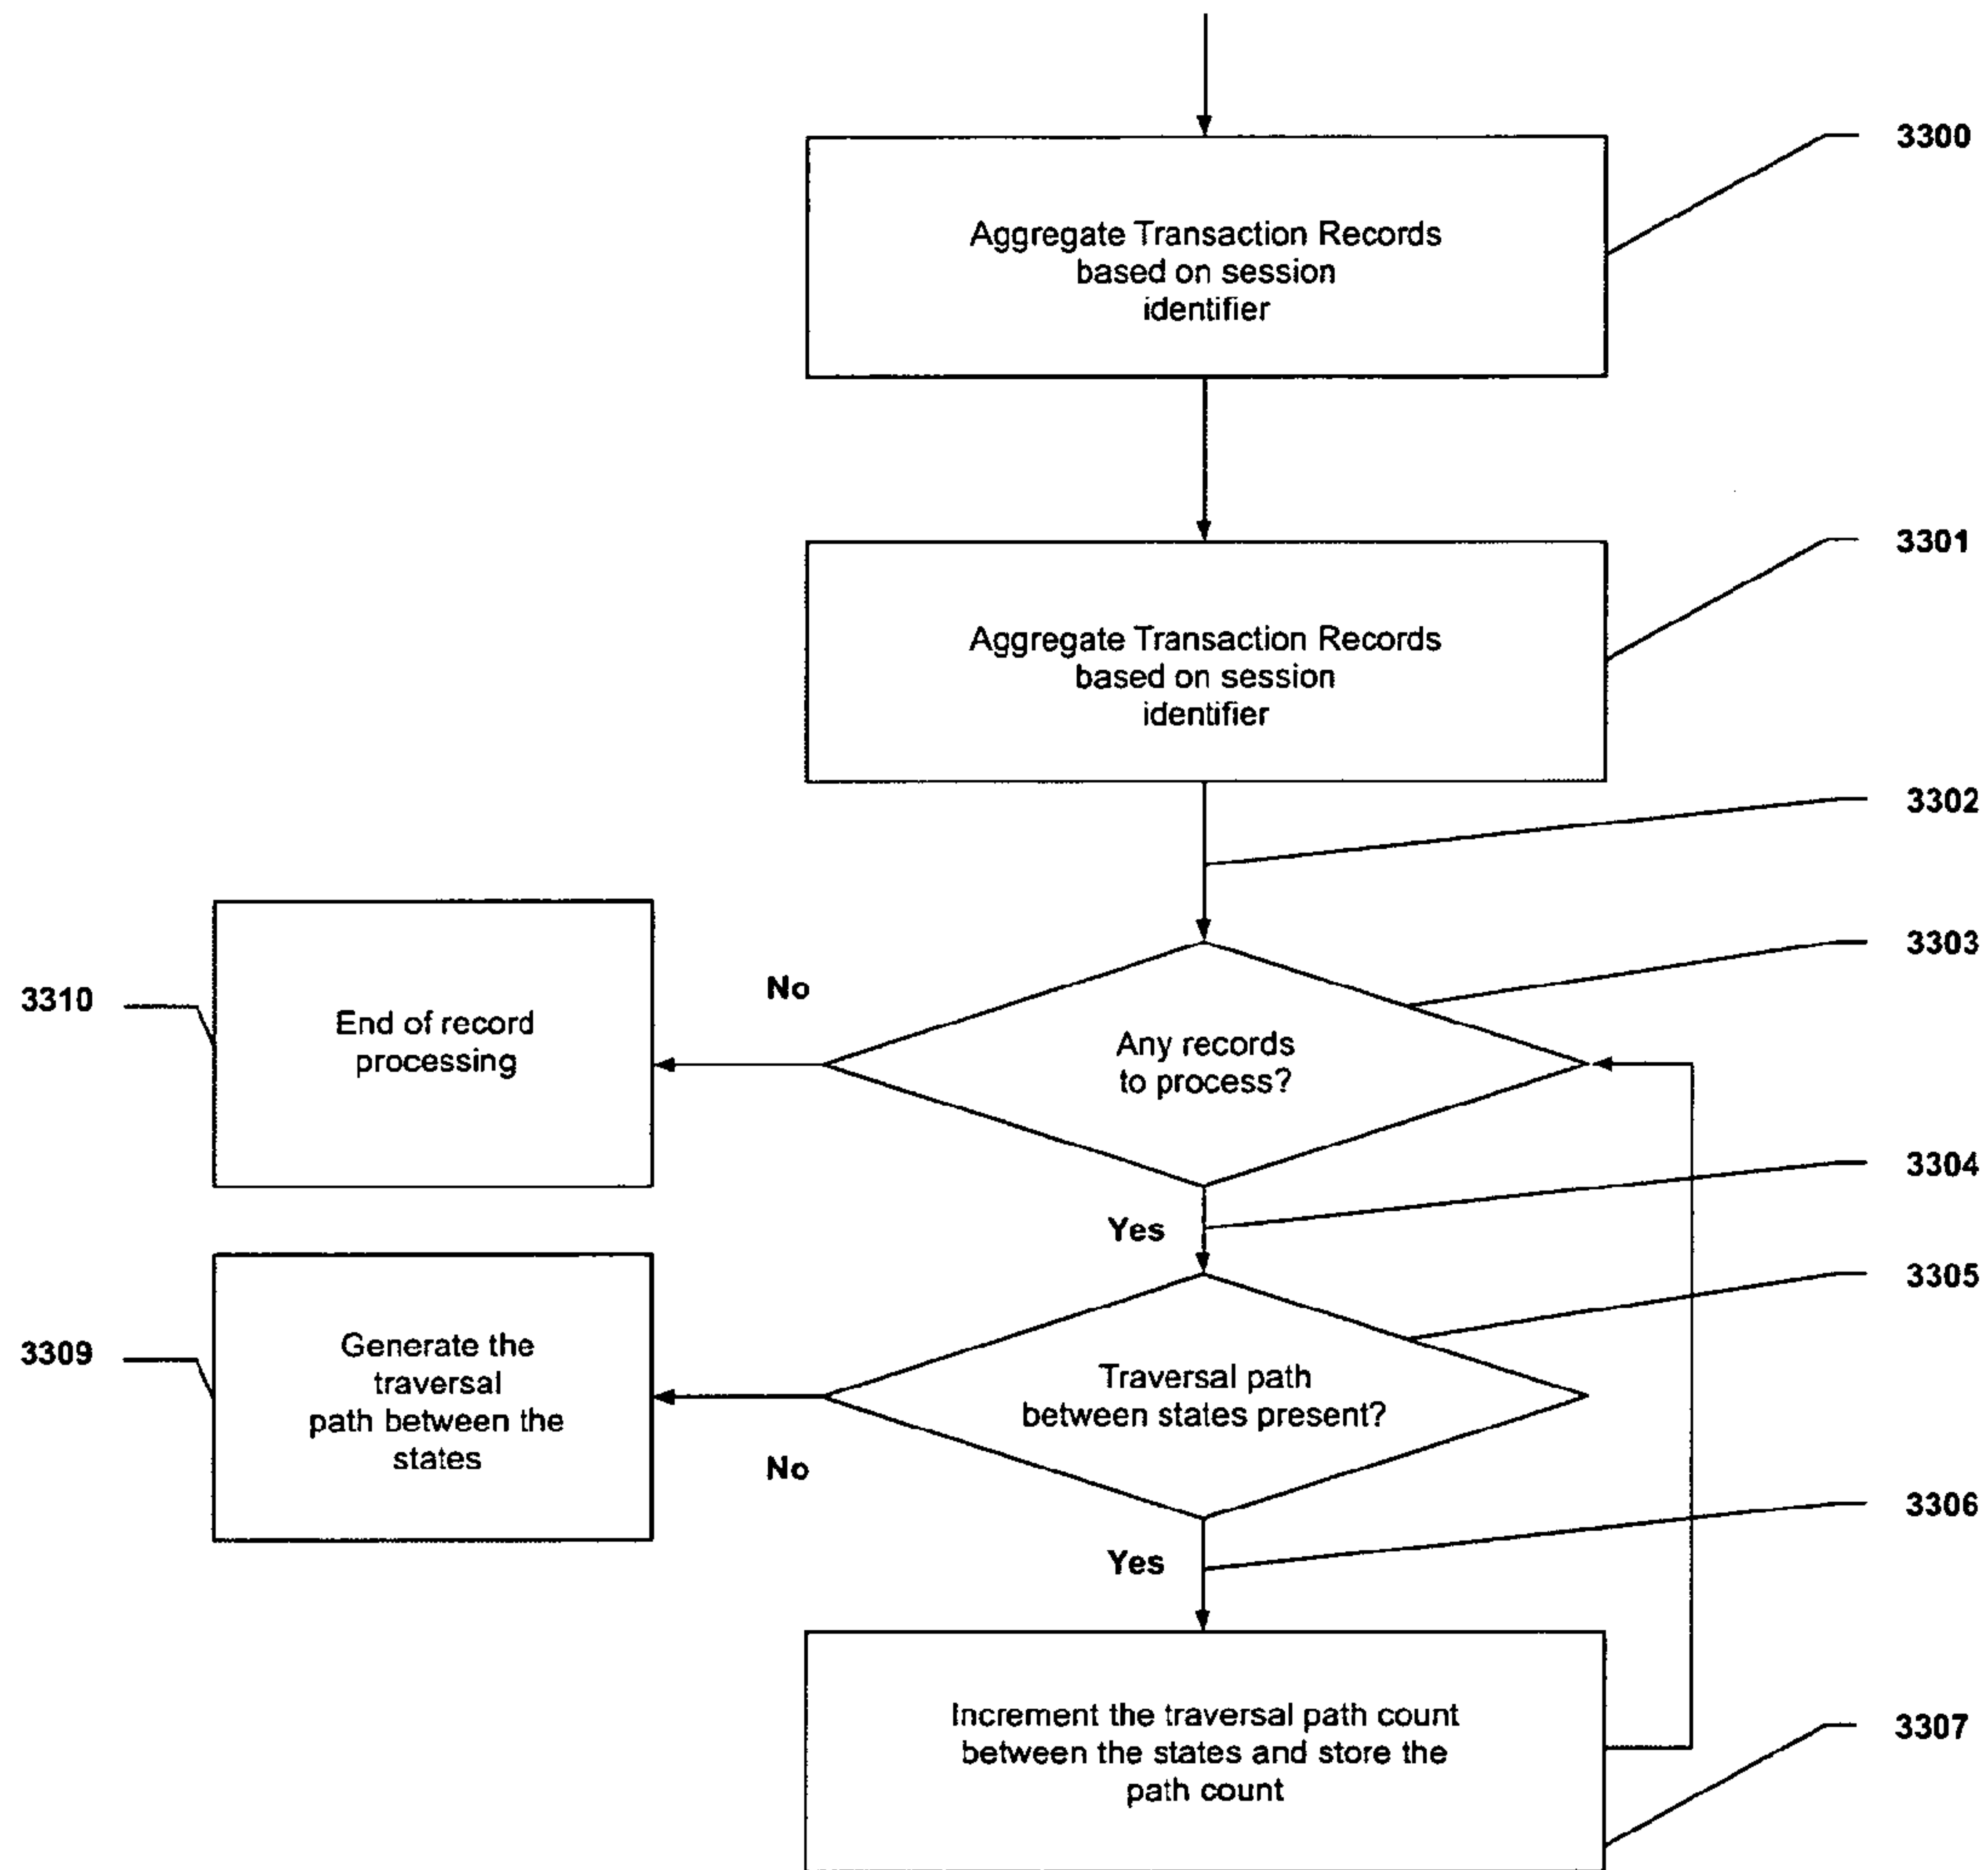 3300
Aggregate Transaction Records
based on session
identifier
3301
Aggregate Transaction Records
based on session
identifier
3302
3303
No
3310
End of record
processing
Any records
to process?
3304
Yes
3305
3309
Generate the
traversal
path between the
states
Traversal path
between states present?
No
3306
Yes
Increment the traversal path count
between the states and store the
path count
3307